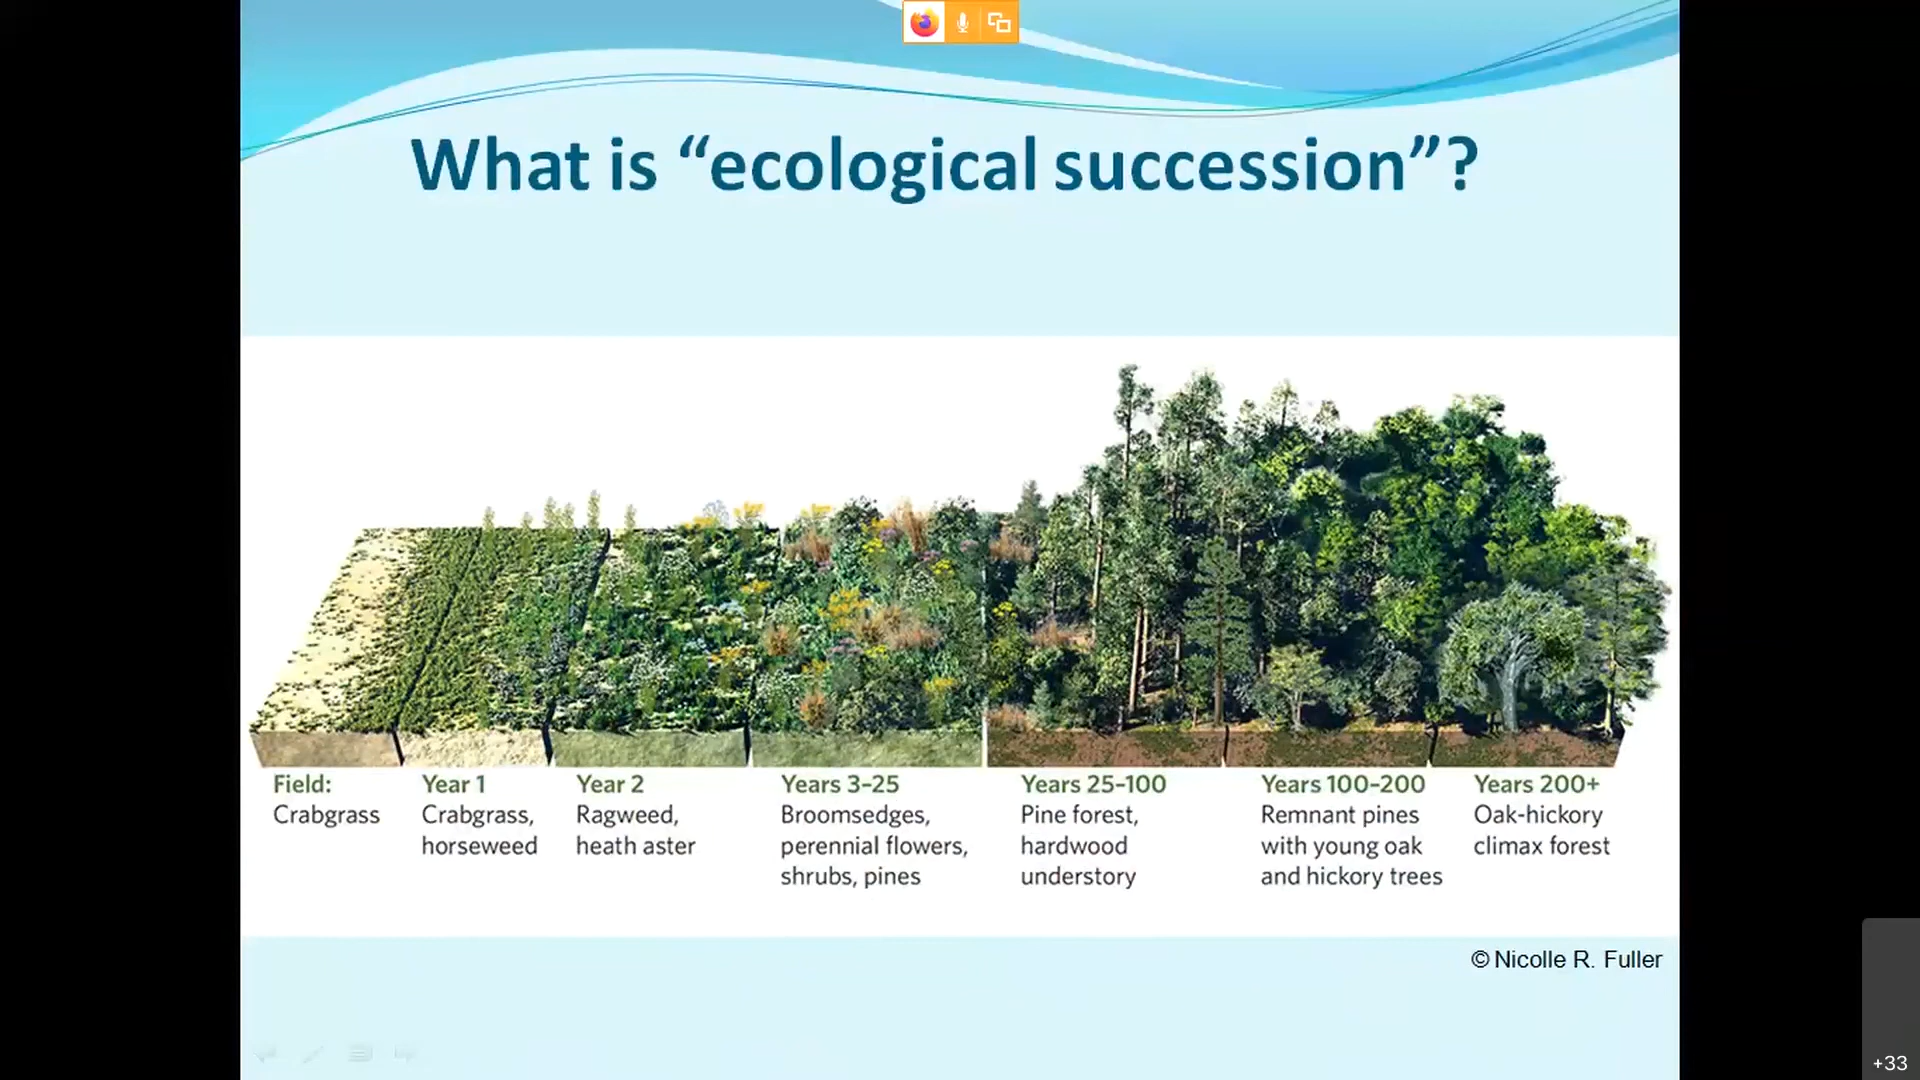 What is “ecological succession”?
Field:
Crabgrass
Year 1
Crabgrass,
horseweed
Year 2
Ragweed,
heath aster
Years 3–25
Broomsedges,
perennial flowers,
shrubs, pines
Years 25–100
Pine forest,
hardwood
understory
Years 100–200
Remnant pines
with young oak
and hickory trees
Years 200+
Oak-hickory
climax forest
© Nicolle R. Fuller
+33